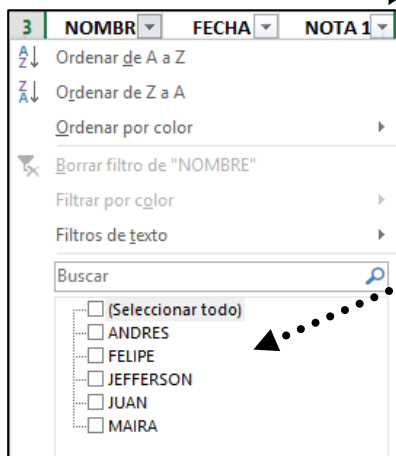 3 NOMBR FECHA NOTA 1
Ordenar de A a Z
Ordenar de Z a A
Ordenar por color
Borrar filtro de "NOMBRE"
Filtrar por color
Filtros de texto
Buscar
(Seleccionar todo)
ANDRES
FELIPE
JEFFERSON
JUAN
MAIRA